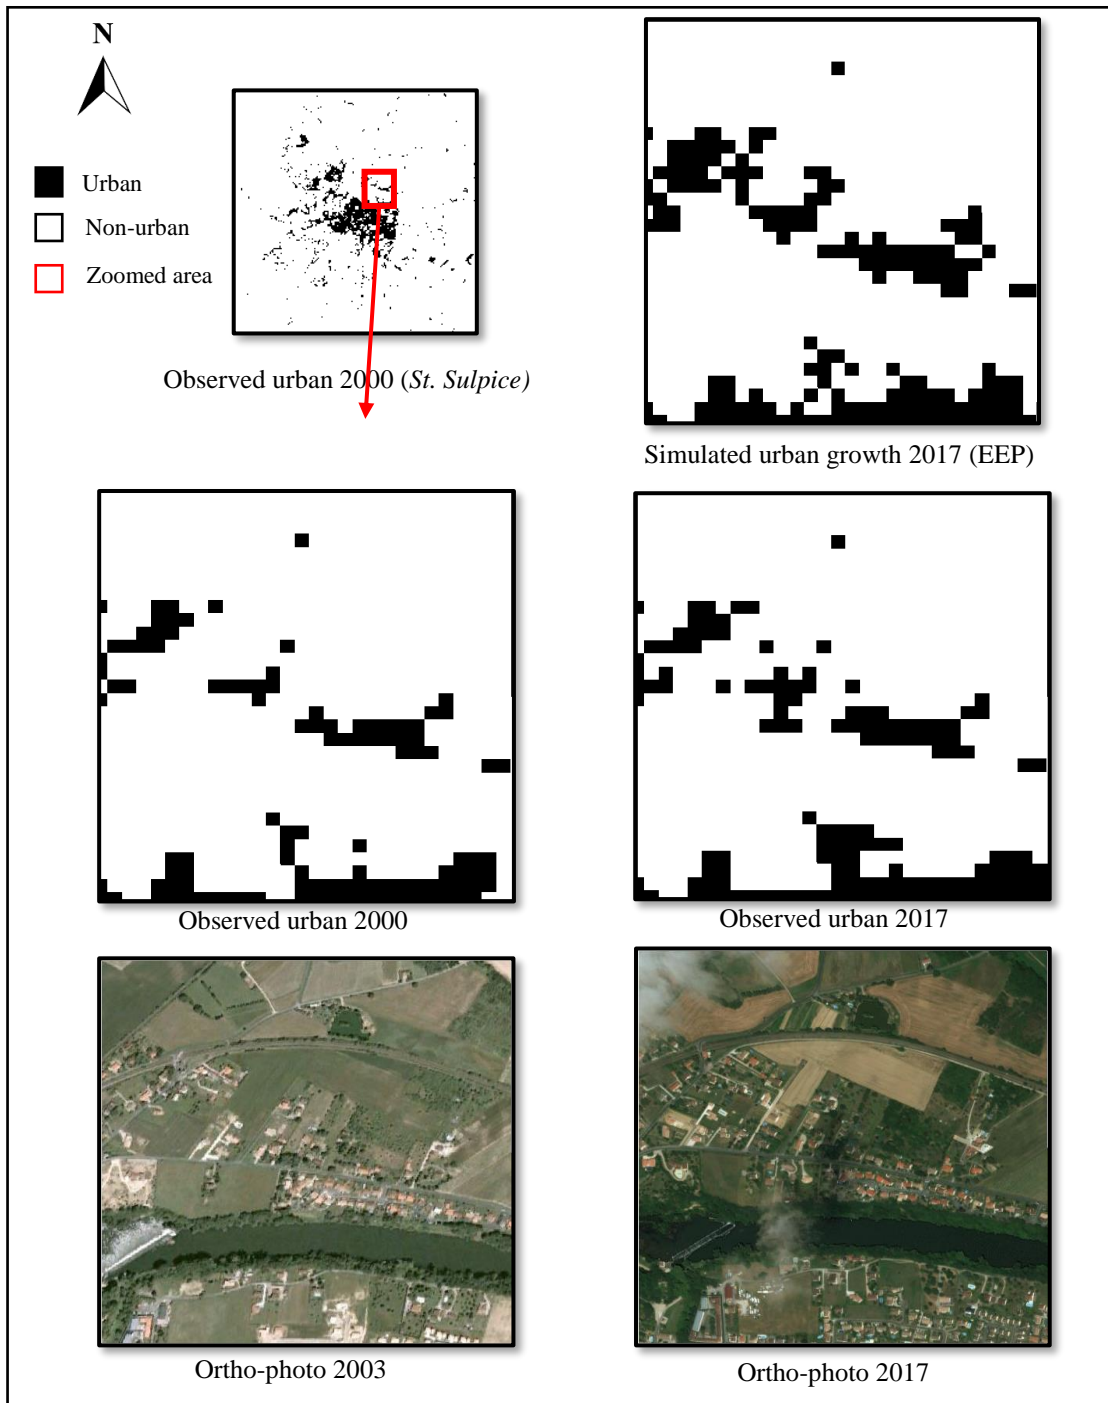 N
Urban
Non-urban
Zoomed area
Observed urban 2000 (St. Sulpice)
Simulated urban growth 2017 (EEP)
Observed urban 2000
Observed urban 2017
Ortho-photo 2003
Ortho-photo 2017